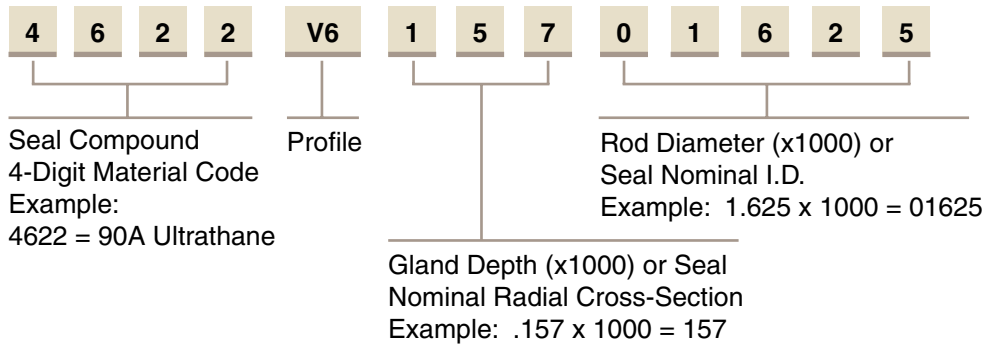 4 6 2 2 V6 1 5 7 0 1 6 2 5
Seal Compound
4-Digit Material Code
Example:
4622 = 90A Ultrathane
Profile
Rod Diameter (x1000) or
Seal Nominal I.D.
Example: 1.625 x 1000 = 01625
Gland Depth (x1000) or Seal
Nominal Radial Cross-Section
Example: .157 x 1000 = 157